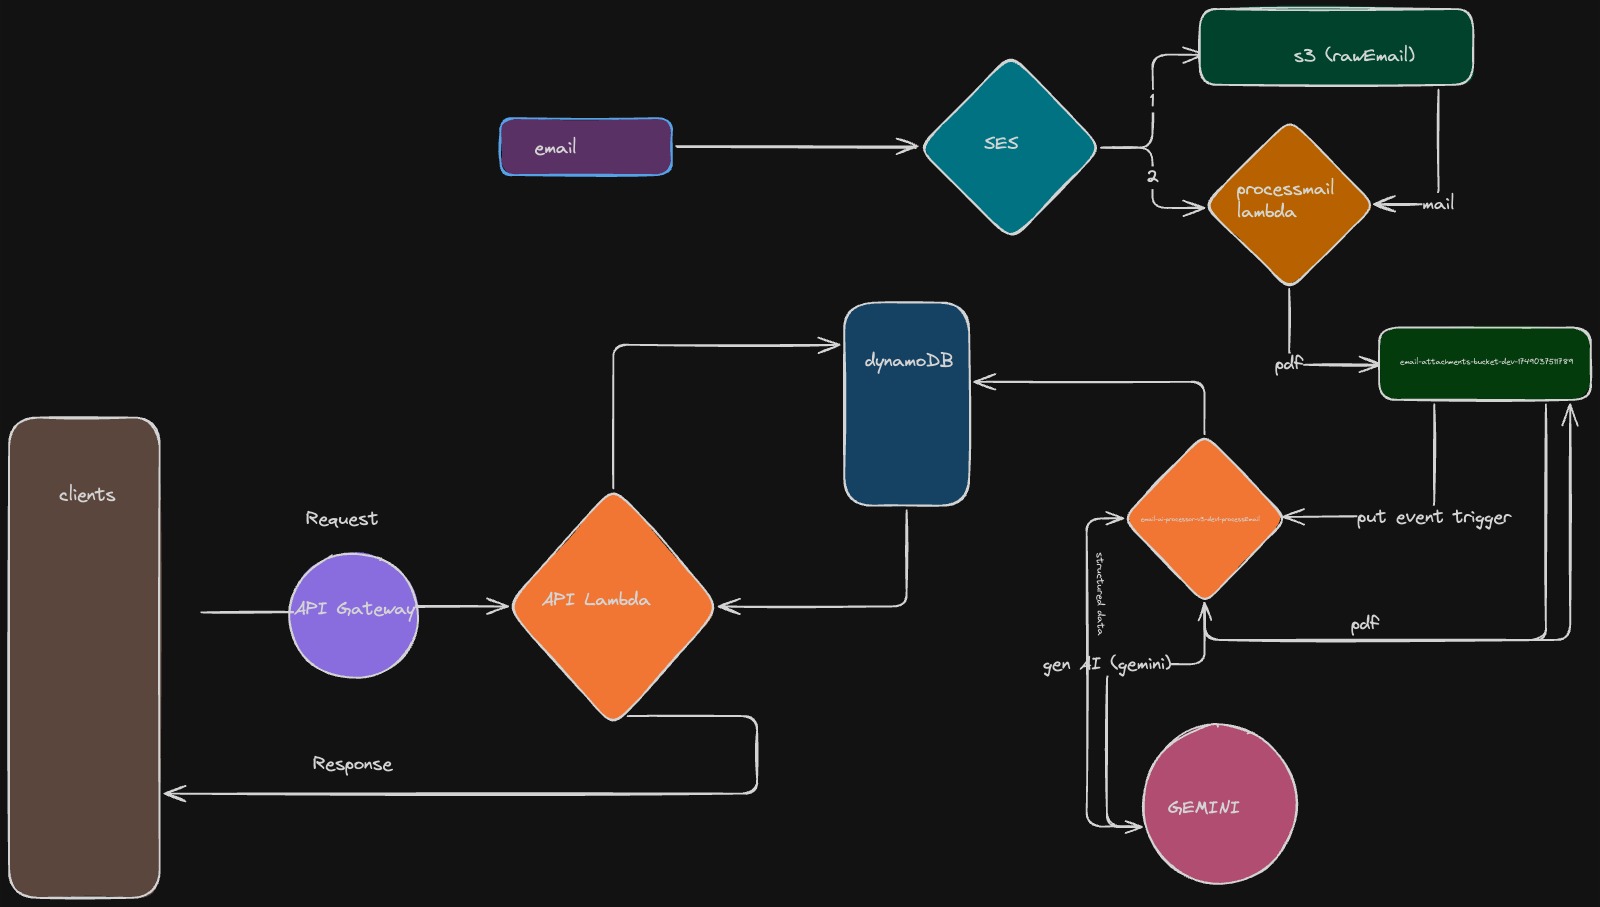 s3 (rawEmail)
email
SES
1
2
processmail
lambda
mail
dynamoDB
pdf
email-attachments-bucket-dev-1749037511789
clients
Request
API Gateway
API Lambda
email-ai-processor-v3-dev1-processEmail
put event trigger
structured data
pdf
gen AI (gemini)
Response
GEMINI